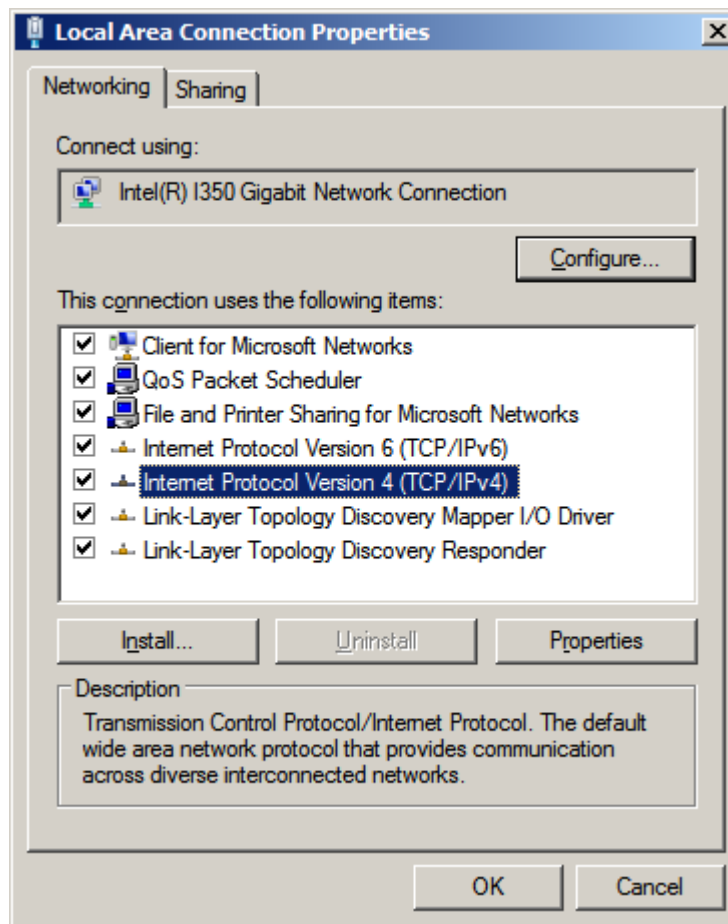 Local Area Connection Properties
Networking
Sharing
Connect using:
Intel(R) I350 Gigabit Network Connection
Configure...
This connection uses the following items:
Client for Microsoft Networks
QoS Packet Scheduler
File and Printer Sharing for Microsoft Networks
Internet Protocol Version 6 (TCP/IPv6)
Internet Protocol Version 4 (TCP/IPv4)
Link-Layer Topology Discovery Mapper I/O Driver
Link-Layer Topology Discovery Responder
Install...
Uninstall
Properties
Description
Transmission Control Protocol/Internet Protocol. The default
wide area network protocol that provides communication
across diverse interconnected networks.
OK
Cancel